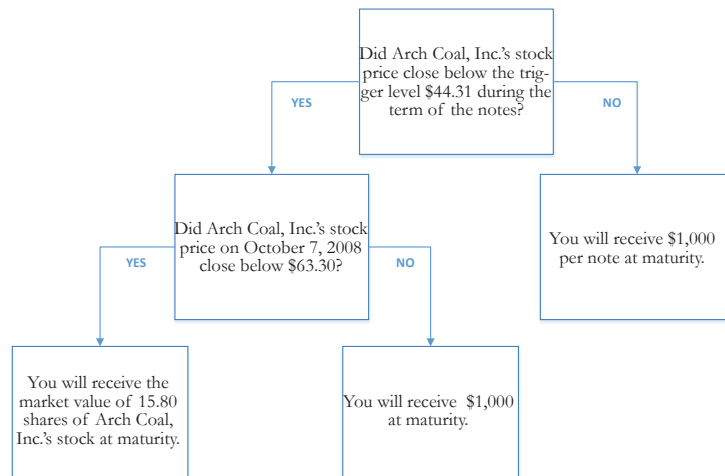 Did Arch Coal, Inc.'s stock
price close below the trig-
ger level $44.31 during the
term of the notes?
YES
NO
Did Arch Coal, Inc.'s stock
price on October 7, 2008
close below $63.30?
You will receive $1,000
per note at maturity.
YES
NO
You will receive the
market value of 15.80
shares of Arch Coal,
Inc.'s stock at maturity.
You will receive $1,000
at maturity.